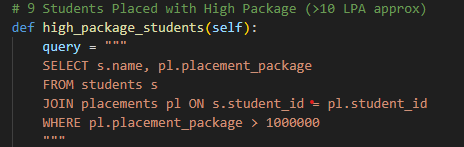 # 9 Students Placed with High Package (>10 LPA approx)
def high_package_students(self):
    query = """
    SELECT s.name, pl.placement_package
    FROM students s
    JOIN placements pl ON s.student_id = pl.student_id
    WHERE pl.placement_package > 1000000
    """